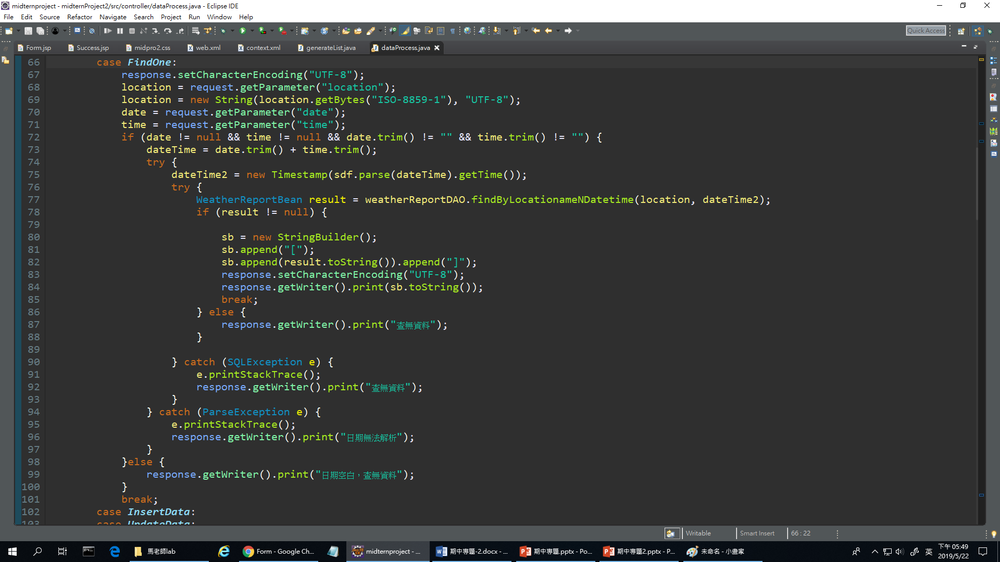 midternproject - midternProject2/src/controller/dataProcess.java - Eclipse IDE
File Edit Source Refactor Navigate Search Project Run Window Help
Quick Access
Form.jsp Success.jsp midpro2.css web.xml context.xml generateList.java dataProcess.java
66 case FindOne:
67 response.setCharacterEncoding("UTF-8");
68 location = request.getParameter("location");
69 location = new String(location.getBytes("ISO-8859-1"), "UTF-8");
70 date = request.getParameter("date");
71 time = request.getParameter("time");
72 if (date != null && time != null && date.trim() != "" && time.trim() != "") {
73 dateTime = date.trim() + time.trim();
74 try {
75 dateTime2 = new Timestamp(sdf.parse(dateTime).getTime());
76 try {
77 WeatherReportBean result = weatherReportDAO.findByLocationameNDatetime(location, dateTime2);
78 if (result != null) {
79
80 sb = new StringBuilder();
81 sb.append("[");
82 sb.append(result.toString()).append("]");
83 response.setCharacterEncoding("UTF-8");
84 response.getWriter().print(sb.toString());
85 break;
86 } else {
87 response.getWriter().print("查無資料");
88 }
89
90 } catch (SQLException e) {
91 e.printStackTrace();
92 response.getWriter().print("查無資料");
93 }
94 } catch (ParseException e) {
95 e.printStackTrace();
96 response.getWriter().print("日期無法解析");
97 }
98 }else {
99 response.getWriter().print("日期空白，查無資料");
100 }
101 break;
102 case InsertData:
103 case UpdateData:
Writable Smart Insert 66 : 22
馬老師lab Form - Google Ch... midternproject - ... 期中專題-2.docx - ... 期中專題.pptx - Po... 期中專題2.pptx - P... 未命名 - 小畫家 英 下午 05:49
2019/5/22